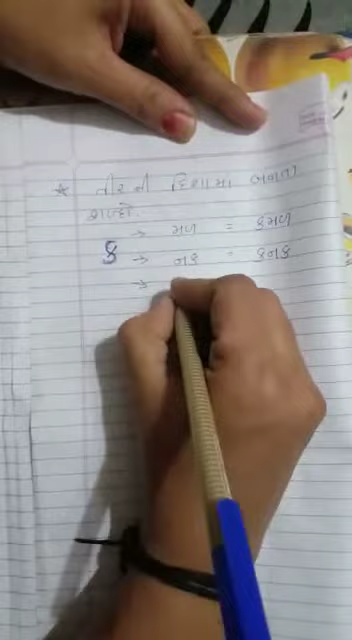 * તીર ની દિશામાં બનતા
શબ્દો.
→ મળ = કમળ
ક → નક = કનક
→